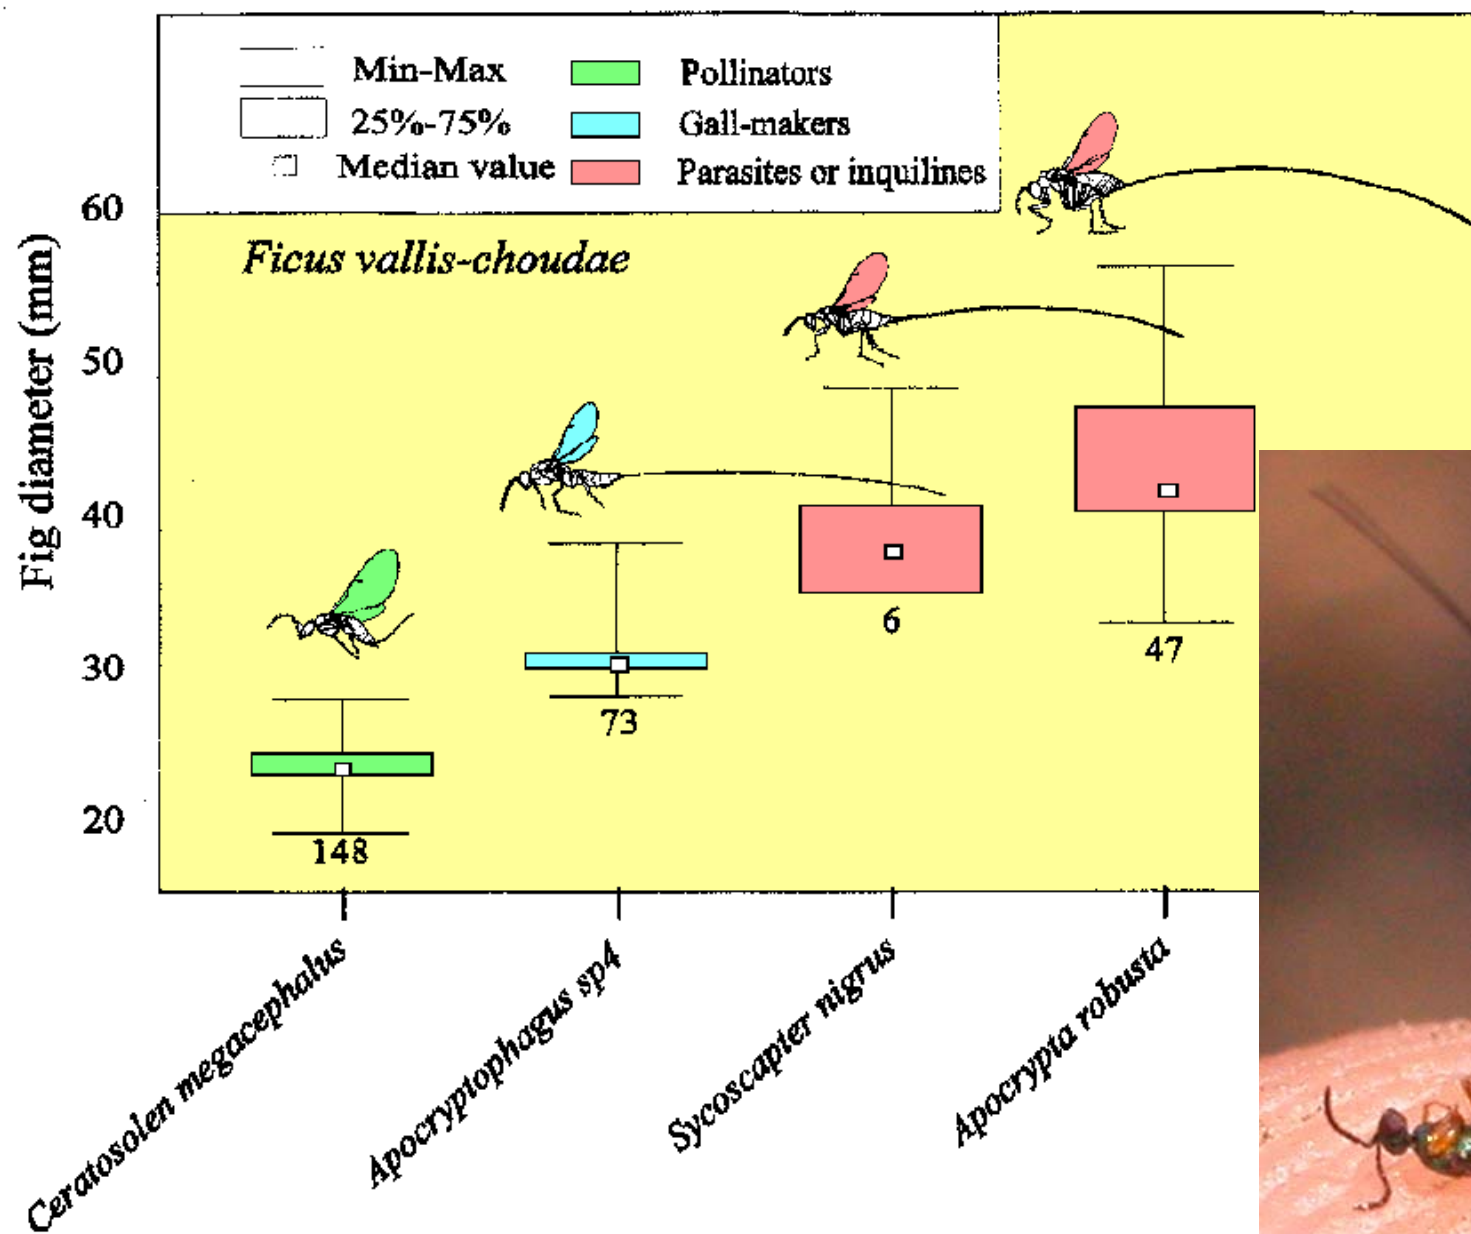 Min-Max
25%-75%
Median value
Pollinators
Gall-makers
Parasites or inquilines
Ficus vallis-choudae
Fig diameter (mm)
60
50
40
30
20
148
73
6
47
Ceratosolen megacephalus
Apocryptophagus sp4
Sycoscapter nigrus
Apocrypta robusta